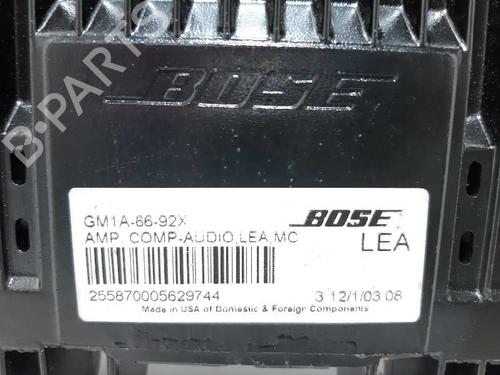 BOSE
B-PARTS
GM1A-66-92X
BOSE
AMP, COMP-AUDIO,LEA,MC
LEA
255870005629744
3 12/1/03 08
Made in USA of Domestic & Foreign Components